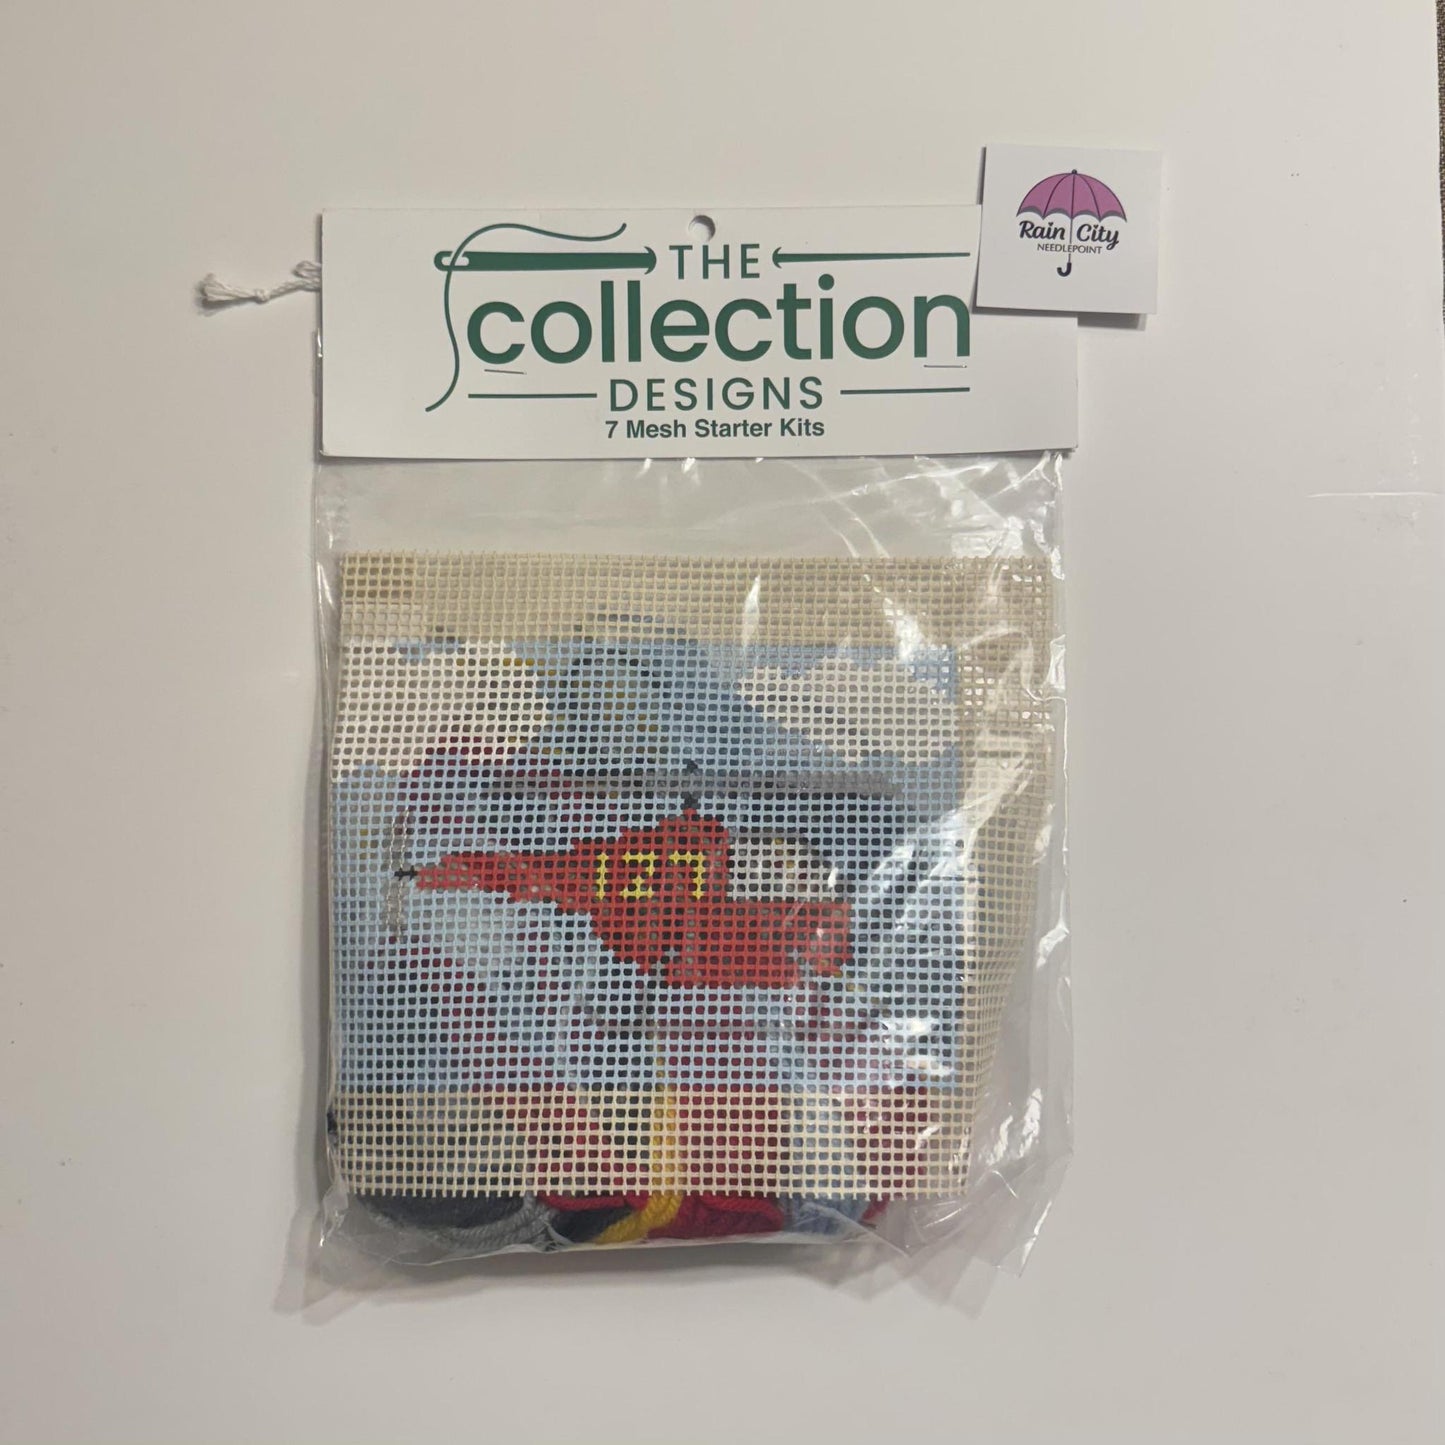 THE
collection
DESIGNS
7 Mesh Starter Kits
Rain City
NEEDLEPOINT
127